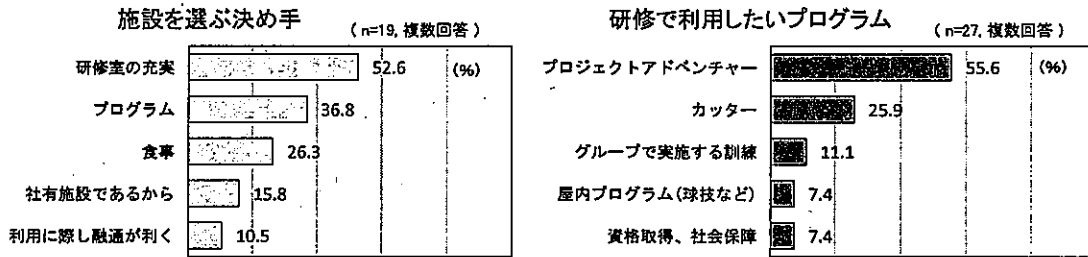 施設を選ぶ決め手
( n=19, 複数回答 )
研修室の充実 52.6 (%)
プログラム 36.8
食事 26.3
社有施設であるから 15.8
利用に際し融通が利く 10.5
研修で利用したいプログラム
( n=27, 複数回答 )
プロジェクトアドベンチャー 55.6 (%)
カッター 25.9
グループで実施する訓練 11.1
屋内プログラム(球技など) 7.4
資格取得、社会保障 7.4